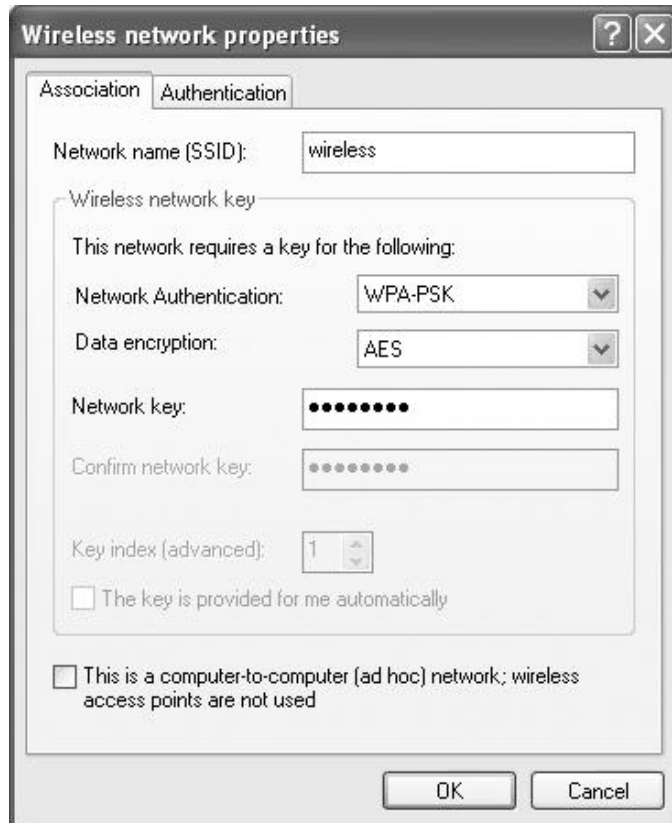 Wireless network properties
Association Authentication
Network name (SSID): wireless
Wireless network key
This network requires a key for the following:
Network Authentication: WPA-PSK
Data encryption: AES
Network key: ••••••••
Confirm network key: ••••••••
Key index (advanced): 1
The key is provided for me automatically
This is a computer-to-computer (ad hoc) network; wireless
access points are not used
OK Cancel